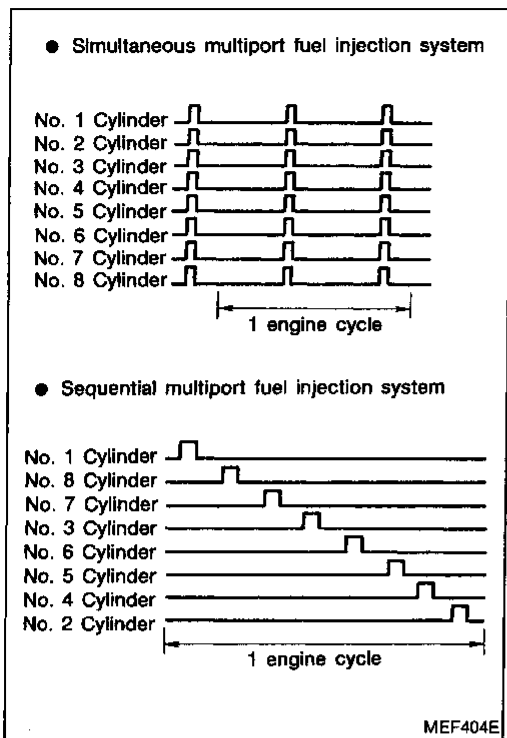 ● Simultaneous multiport fuel injection system
No. 1 Cylinder
No. 2 Cylinder
No. 3 Cylinder
No. 4 Cylinder
No. 5 Cylinder
No. 6 Cylinder
No. 7 Cylinder
No. 8 Cylinder
1 engine cycle
● Sequential multiport fuel injection system
No. 1 Cylinder
No. 8 Cylinder
No. 7 Cylinder
No. 3 Cylinder
No. 6 Cylinder
No. 5 Cylinder
No. 4 Cylinder
No. 2 Cylinder
1 engine cycle
MEF404E